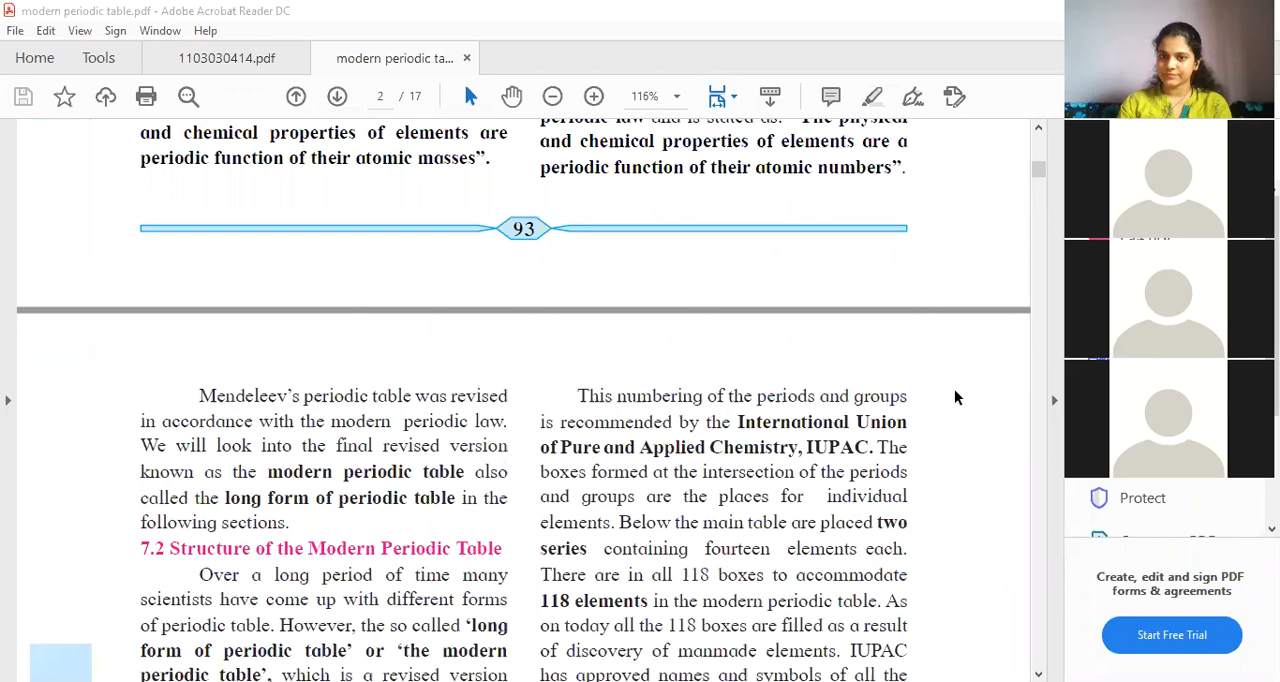 modern periodic table.pdf - Adobe Acrobat Reader DC
File Edit View Sign Window Help
Home Tools 1103030414.pdf modern periodic ta... ×
2 / 17 116%
and chemical properties of elements are
periodic function of their atomic masses”.
periodic law and is stated as: “The physical
and chemical properties of elements are a
periodic function of their atomic numbers”.
93
Mendeleev’s periodic table was revised
in accordance with the modern periodic law.
We will look into the final revised version
known as the modern periodic table also
called the long form of periodic table in the
following sections.
7.2 Structure of the Modern Periodic Table
Over a long period of time many
scientists have come up with different forms
of periodic table. However, the so called ‘long
form of periodic table’ or ‘the modern
periodic table’, which is a revised version
This numbering of the periods and groups
is recommended by the International Union
of Pure and Applied Chemistry, IUPAC. The
boxes formed at the intersection of the periods
and groups are the places for individual
elements. Below the main table are placed two
series containing fourteen elements each.
There are in all 118 boxes to accommodate
118 elements in the modern periodic table. As
on today all the 118 boxes are filled as a result
of discovery of manmade elements. IUPAC
has approved names and symbols of all the
Protect
Create, edit and sign PDF
forms & agreements
Start Free Trial